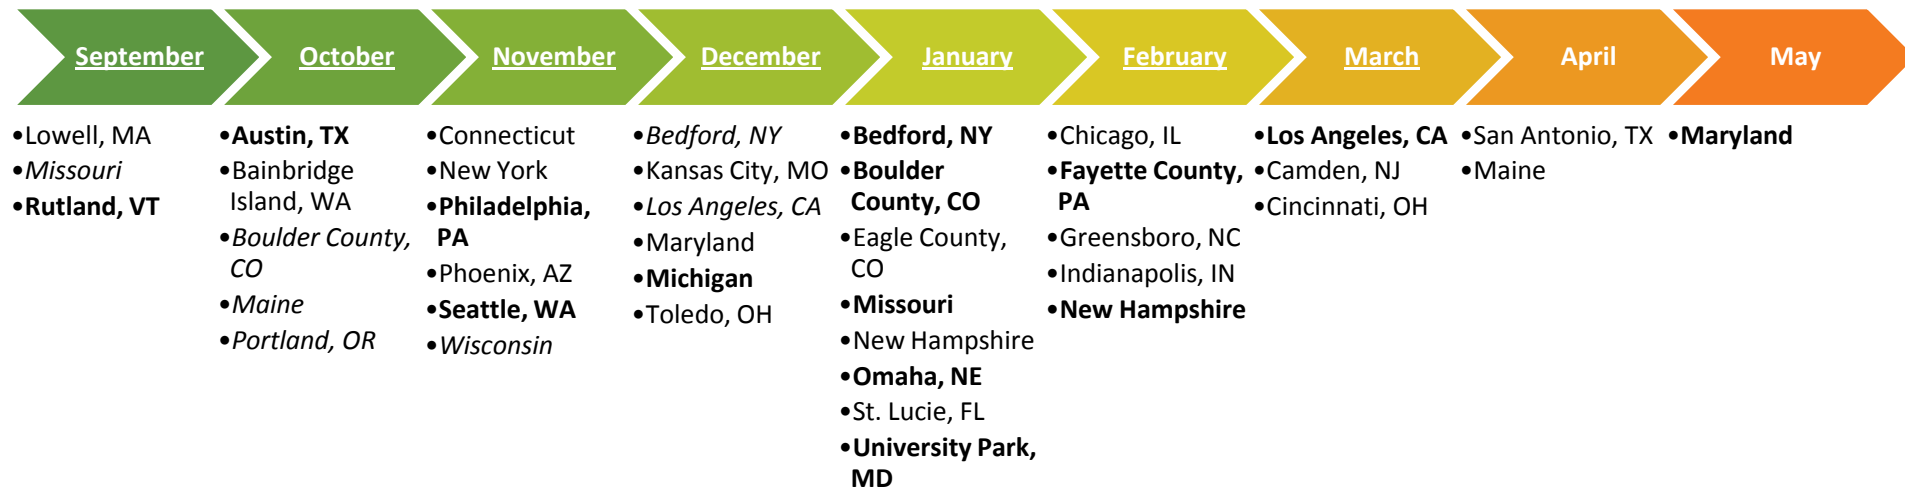 September
October
November
December
January
February
March
April
May
•Lowell, MA
•Missouri
•Rutland, VT
•Austin, TX
•Bainbridge
Island, WA
•Boulder County,
CO
•Maine
•Portland, OR
•Connecticut
•New York
•Philadelphia,
PA
•Phoenix, AZ
•Seattle, WA
•Wisconsin
•Bedford, NY
•Kansas City, MO
•Los Angeles, CA
•Maryland
•Michigan
•Toledo, OH
•Bedford, NY
•Boulder
County, CO
•Eagle County,
CO
•Missouri
•New Hampshire
•Omaha, NE
•St. Lucie, FL
•University Park,
MD
•Chicago, IL
•Fayette County,
PA
•Greensboro, NC
•Indianapolis, IN
•New Hampshire
•Los Angeles, CA
•Camden, NJ
•Cincinnati, OH
•San Antonio, TX
•Maine
•Maryland